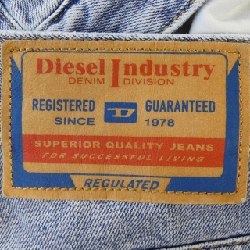 Diesel Industry
DENIM DIVISION
REGISTERED D GUARANTEED
SINCE 1978
SUPERIOR QUALITY JEANS
FOR SUCCESSFUL LIVING
REGULATED